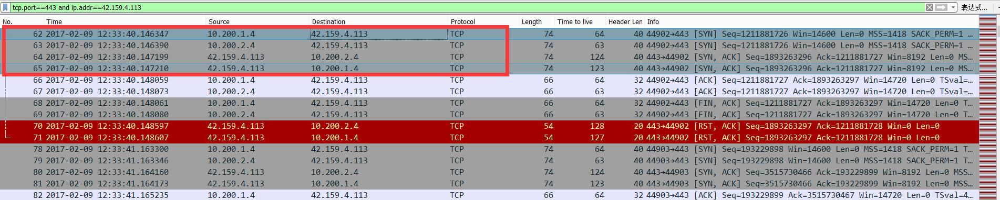 tcp.port==443 and ip.addr==42.159.4.113 表达式…
No. Time Source Destination Protocol Length Time to live Header Len Info
62 2017-02-09 12:33:40.146347 10.200.1.4 42.159.4.113 TCP 74 64 40 44902→443 [SYN] Seq=1211881726 Win=14600 Len=0 MSS=1418 SACK_PERM=1 …
63 2017-02-09 12:33:40.146390 10.200.2.4 42.159.4.113 TCP 74 63 40 44902→443 [SYN] Seq=1211881726 Win=14600 Len=0 MSS=1418 SACK_PERM=1 …
64 2017-02-09 12:33:40.147199 42.159.4.113 10.200.2.4 TCP 74 124 40 443→44902 [SYN, ACK] Seq=1893263296 Ack=1211881727 Win=8192 Len=0 MS…
65 2017-02-09 12:33:40.147210 42.159.4.113 10.200.1.4 TCP 74 123 40 443→44902 [SYN, ACK] Seq=1893263296 Ack=1211881727 Win=8192 Len=0 MS…
66 2017-02-09 12:33:40.148059 10.200.1.4 42.159.4.113 TCP 66 64 32 44902→443 [ACK] Seq=1211881727 Ack=1893263297 Win=14720 Len=0 TSval=…
67 2017-02-09 12:33:40.148073 10.200.2.4 42.159.4.113 TCP 66 63 32 44902→443 [ACK] Seq=1211881727 Ack=1893263297 Win=14720 Len=0 TSval=…
68 2017-02-09 12:33:40.148061 10.200.1.4 42.159.4.113 TCP 66 64 32 44902→443 [FIN, ACK] Seq=1211881727 Ack=1893263297 Win=14720 Len=0 T…
69 2017-02-09 12:33:40.148080 10.200.2.4 42.159.4.113 TCP 66 63 32 44902→443 [FIN, ACK] Seq=1211881727 Ack=1893263297 Win=14720 Len=0 T…
70 2017-02-09 12:33:40.148597 42.159.4.113 10.200.2.4 TCP 54 128 20 443→44902 [RST, ACK] Seq=1893263297 Ack=1211881728 Win=0 Len=0
71 2017-02-09 12:33:40.148607 42.159.4.113 10.200.1.4 TCP 54 127 20 443→44902 [RST, ACK] Seq=1893263297 Ack=1211881728 Win=0 Len=0
78 2017-02-09 12:33:41.163300 10.200.1.4 42.159.4.113 TCP 74 64 40 44903→443 [SYN] Seq=193229898 Win=14600 Len=0 MSS=1418 SACK_PERM=1 T…
79 2017-02-09 12:33:41.163346 10.200.2.4 42.159.4.113 TCP 74 63 40 44903→443 [SYN] Seq=193229898 Win=14600 Len=0 MSS=1418 SACK_PERM=1 T…
80 2017-02-09 12:33:41.164160 42.159.4.113 10.200.2.4 TCP 74 124 40 443→44903 [SYN, ACK] Seq=3515730466 Ack=193229899 Win=8192 Len=0 MSS…
81 2017-02-09 12:33:41.164173 42.159.4.113 10.200.1.4 TCP 74 123 40 443→44903 [SYN, ACK] Seq=3515730466 Ack=193229899 Win=8192 Len=0 MSS…
82 2017-02-09 12:33:41.165235 10.200.1.4 42.159.4.113 TCP 66 64 32 44903→443 [ACK] Seq=193229899 Ack=3515730467 Win=14720 Len=0 TSval=4…